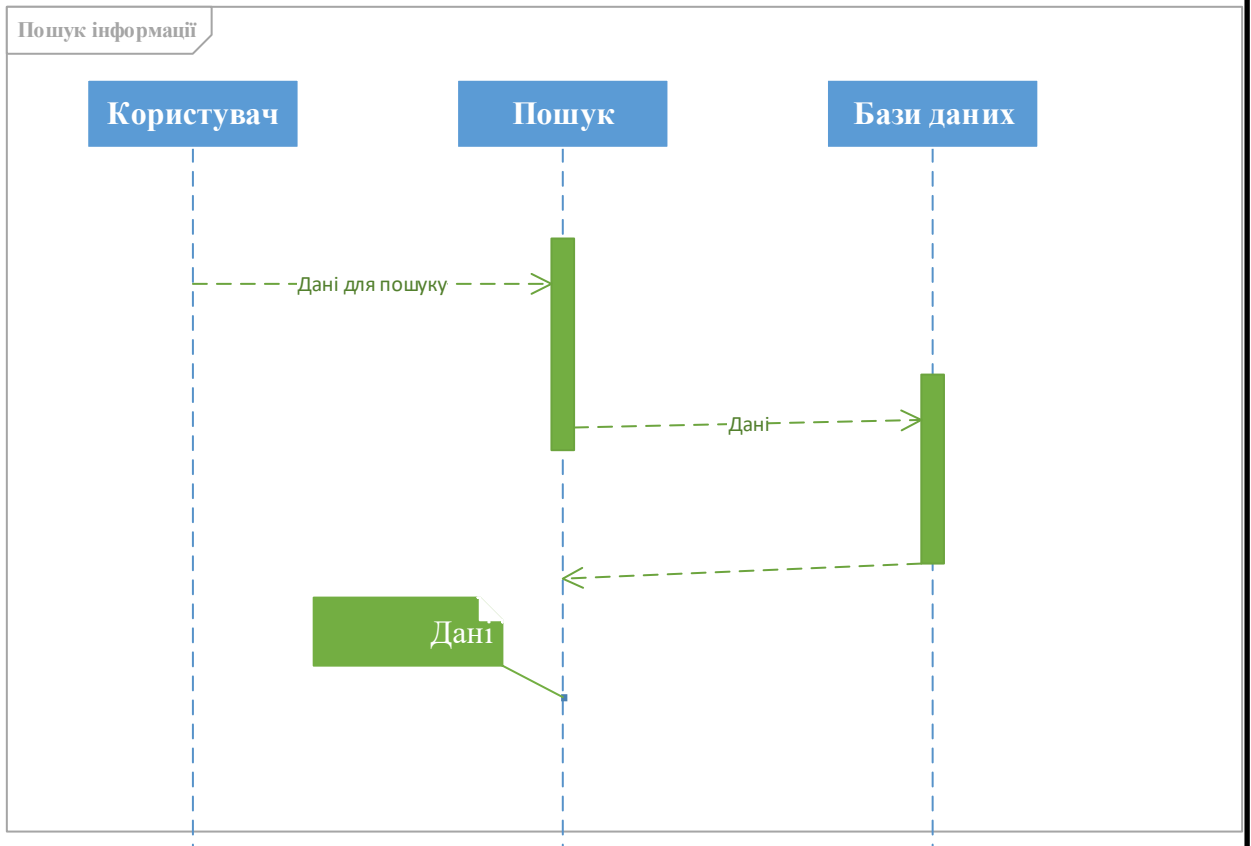 Пошук інформації
Користувач
Пошук
Бази даних
Дані для пошуку
Дані
Дані